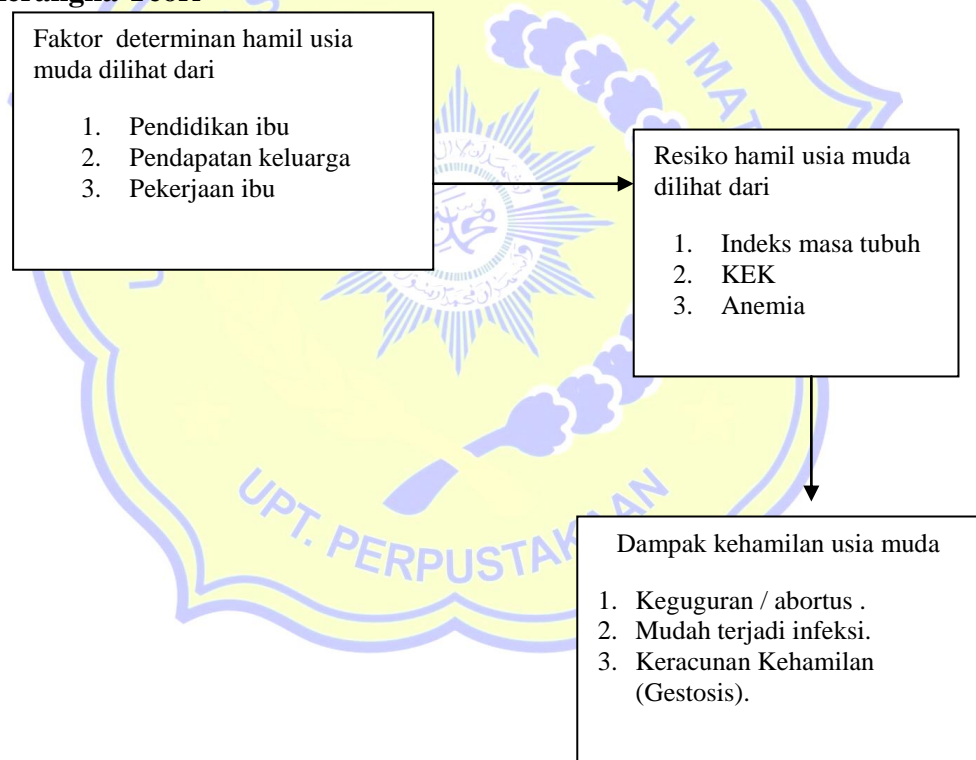 Kerangka Teori
Faktor determinan hamil usia
muda dilihat dari
1. Pendidikan ibu
2. Pendapatan keluarga
3. Pekerjaan ibu
Resiko hamil usia muda
dilihat dari
1. Indeks masa tubuh
2. KEK
3. Anemia
Dampak kehamilan usia muda
1. Keguguran / abortus .
2. Mudah terjadi infeksi.
3. Keracunan Kehamilan
(Gestosis).
UPT. PERPUSTAKAAN